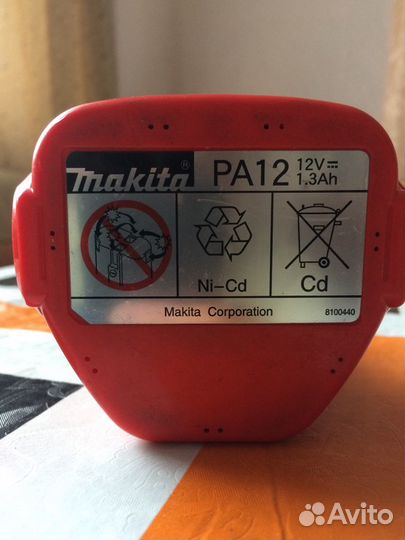 makita® PA12 12V⎓
1.3Ah
Ni-Cd
Cd
Makita Corporation 8100440
Avito